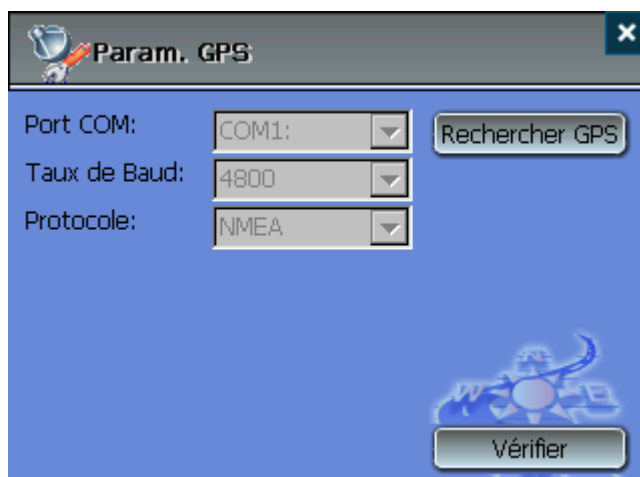 Param. GPS
Port COM: COM1: Rechercher GPS
Taux de Baud: 4800
Protocole: NMEA
N
W E
Vérifier